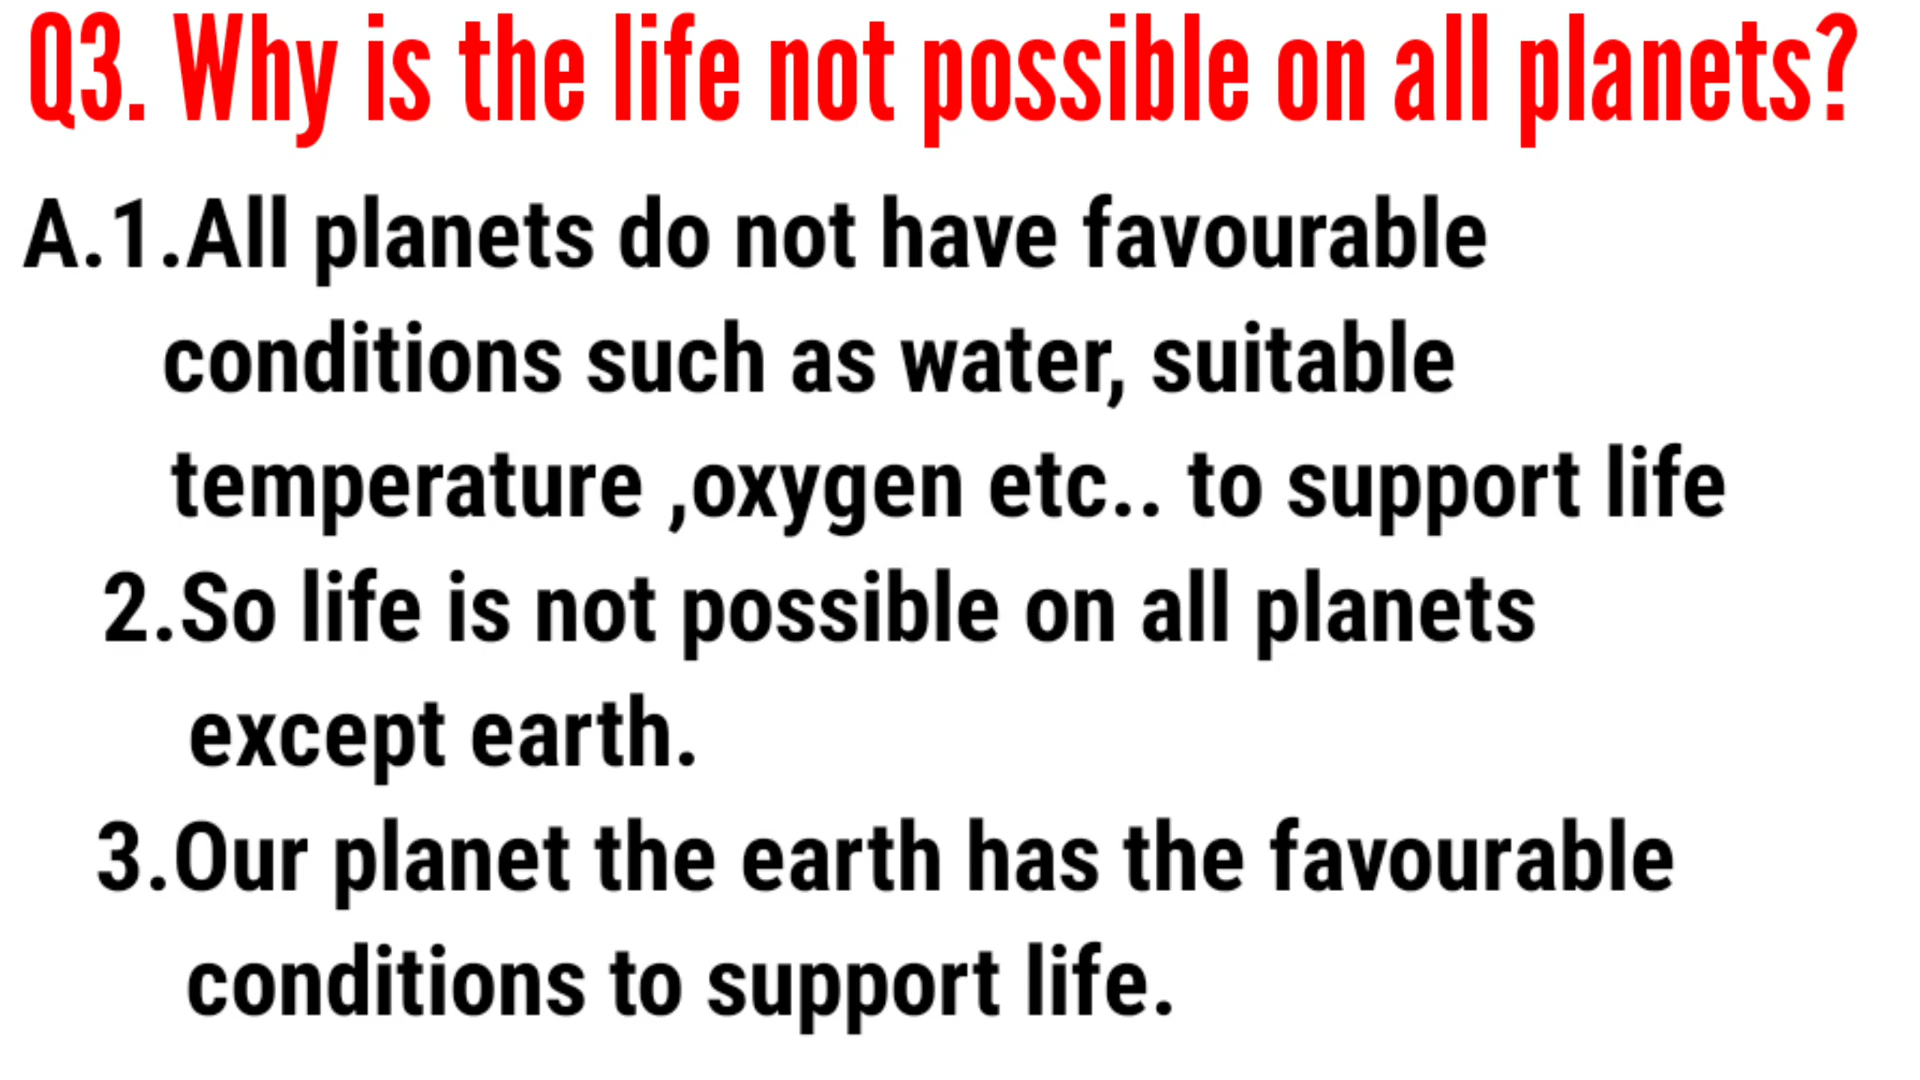 Q3. Why is the life not possible on all planets?
A.1.All planets do not have favourable
conditions such as water, suitable
temperature ,oxygen etc.. to support life
2.So life is not possible on all planets
except earth.
3.Our planet the earth has the favourable
conditions to support life.